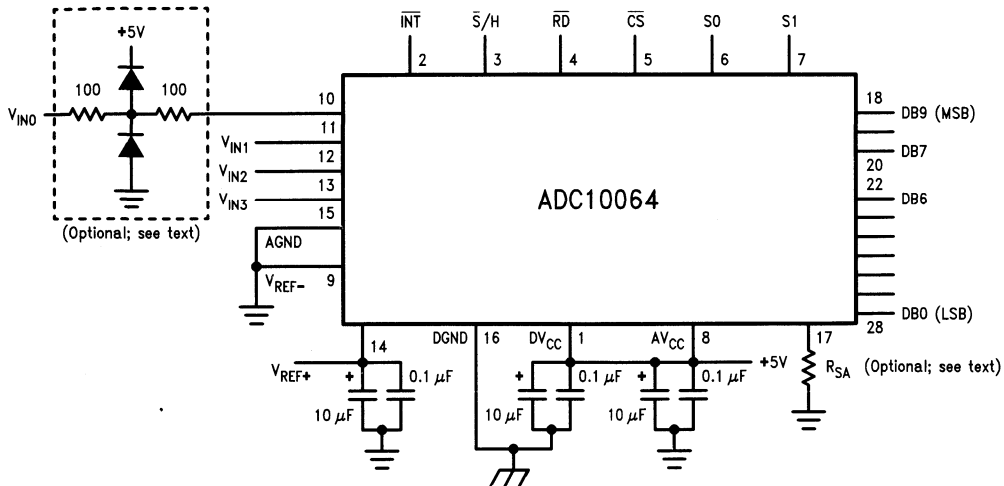 I̅N̅T̅ S̅/H R̅D̅ C̅S̅ S0 S1
2 3 4 5 6 7
+5V
100 100
V_IN0
10
11
V_IN1
12
V_IN2
13
V_IN3
15
(Optional; see text)
AGND
V_REF− 9
ADC10064
18
DB9 (MSB)
DB7
20
22
DB6
DB0 (LSB)
28
14 DGND 16 DV_CC 1 AV_CC 8 17
V_REF+ + 0.1 μF + 0.1 μF + 0.1 μF +5V R_SA (Optional; see text)
10 μF 10 μF 10 μF